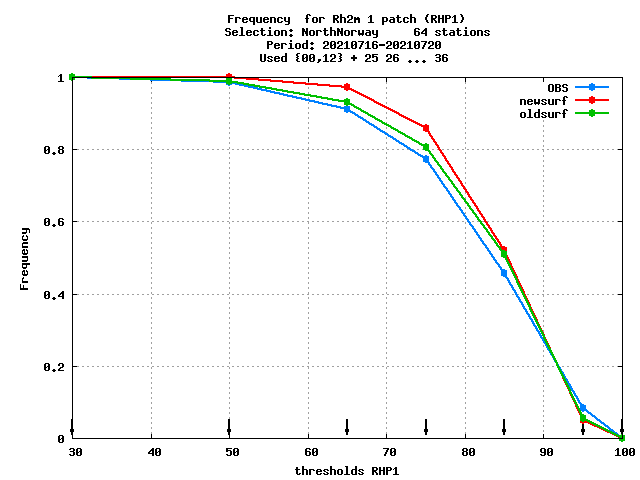 Frequency  for Rh2m 1 patch (RHP1)
Selection: NorthNorway     64 stations
Period: 20210716-20210720
Used {00,12} + 25 26 ... 36
OBS
newsurf
oldsurf
1
0.8
0.6
0.4
0.2
0
Frequency
30 40 50 60 70 80 90 100
thresholds RHP1